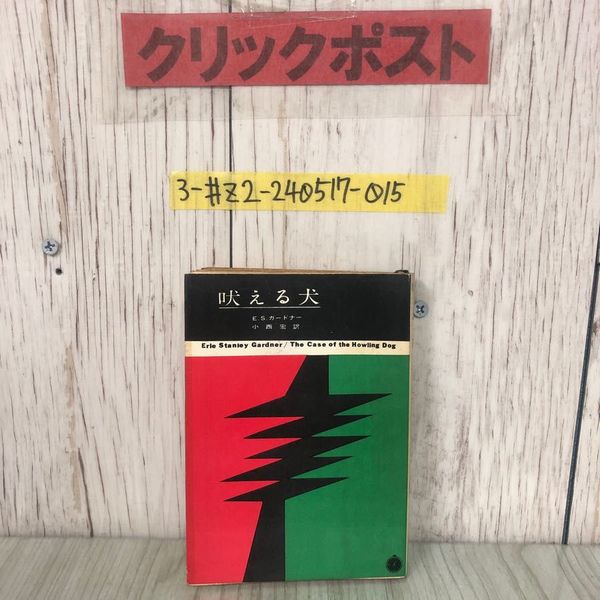 クリックポスト
3-#Z2-240517-015
吠える犬
E.S.ガードナー
小西宏訳
Erle Stanley Gardner/The Case of the Howling Dog